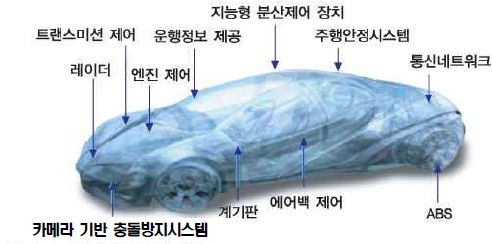 지능형 분산제어 장치
트랜스미션 제어
운행정보 제공
주행안정시스템
레이더
엔진 제어
통신네트워크
계기판
에어백 제어
ABS
카메라 기반 충돌방지시스템